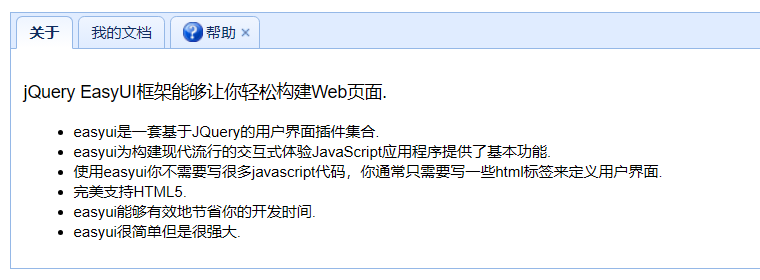 关于 我的文档 帮助
jQuery EasyUI框架能够让你轻松构建Web页面.
easyui是一套基于JQuery的用户界面插件集合.
easyui为构建现代流行的交互式体验JavaScript应用程序提供了基本功能.
使用easyui你不需要写很多javascript代码，你通常只需要写一些html标签来定义用户界面.
完美支持HTML5.
easyui能够有效地节省你的开发时间.
easyui很简单但是很强大.